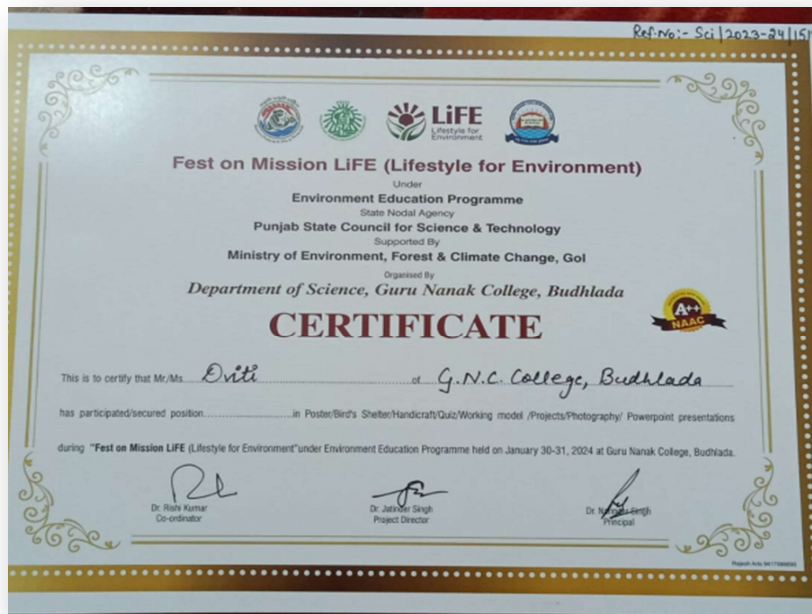 Ref.No:- Sci/2023-24/151
LiFE
Lifestyle for
Environment
Fest on Mission LiFE (Lifestyle for Environment)
Under
Environment Education Programme
State Nodal Agency
Punjab State Council for Science & Technology
Supported By
Ministry of Environment, Forest & Climate Change, GoI
Organised By
Department of Science, Guru Nanak College, Budhlada
A++
NAAC
CERTIFICATE
This is to certify that Mr./Ms. Dviti of G.N.C. College, Budhlada
has participated/secured position.....................in Poster/Bird's Shelter/Handicraft/Quiz/Working model /Projects/Photography/ Powerpoint presentations
during "Fest on Mission LiFE (Lifestyle for Environment"under Environment Education Programme held on January 30-31, 2024 at Guru Nanak College, Budhlada.
Dr. Rishi Kumar
Co-ordinator
Dr. Jatinder Singh
Project Director
Dr. Singh
Principal
Rajesh Arts